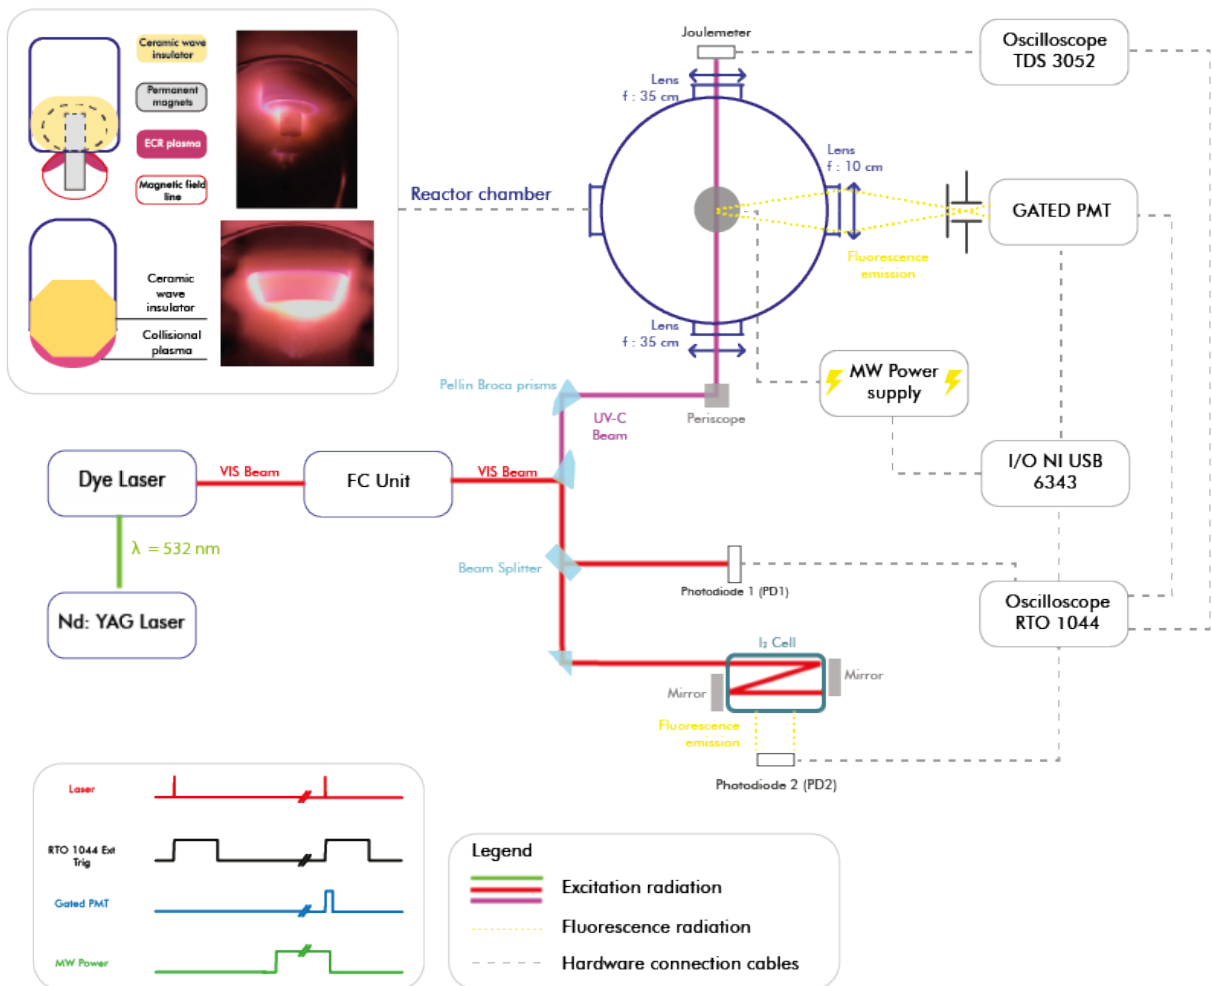 Ceramic wave
insulator
Permanent
magnets
ECR plasma
Magnetic field
line
Ceramic
wave
insulator
Collisional
plasma
Reactor chamber
Joulemeter
Lens
f : 35 cm
Lens
f : 10 cm
Fluorescence
emission
Lens
f : 35 cm
Oscilloscope
TDS 3052
GATED PMT
MW Power
supply
I/O NI USB
6343
Oscilloscope
RTO 1044
Pellin Broca prisms
UV-C
Beam
Periscope
Dye Laser
VIS Beam
FC Unit
VIS Beam
λ = 532 nm
Nd: YAG Laser
Beam Splitter
Photodiode 1 (PD1)
I₂ Cell
Mirror
Mirror
Fluorescence
emission
Photodiode 2 (PD2)
Laser
RTO 1044 Ext
Trig
Gated PMT
MW Power
Legend
Excitation radiation
Fluorescence radiation
Hardware connection cables